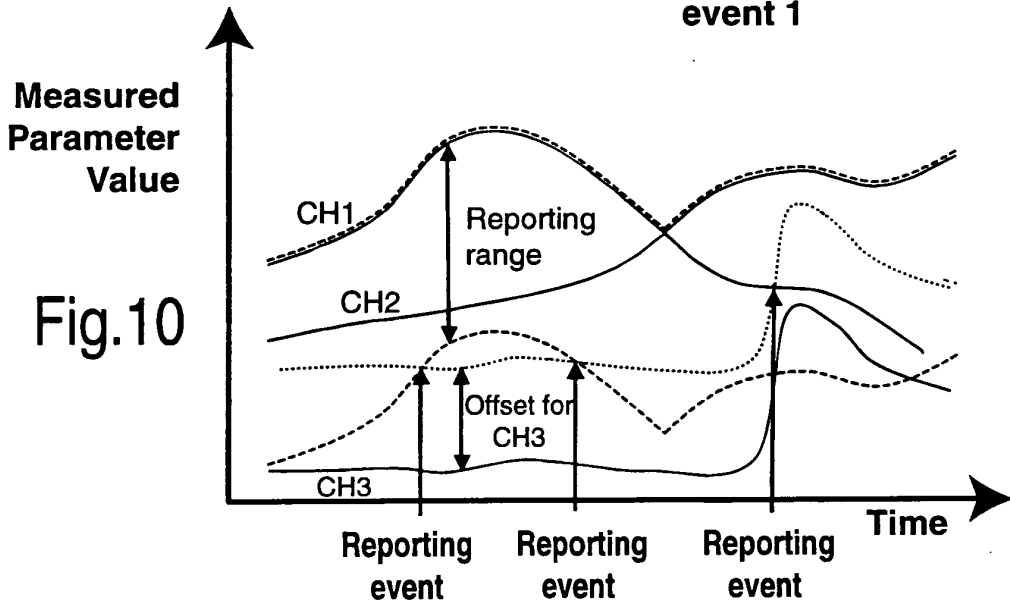 event 1
Measured
Parameter
Value
CH1
Reporting
range
CH2
Fig.10
Offset for
CH3
CH3
Time
Reporting
event
Reporting
event
Reporting
event